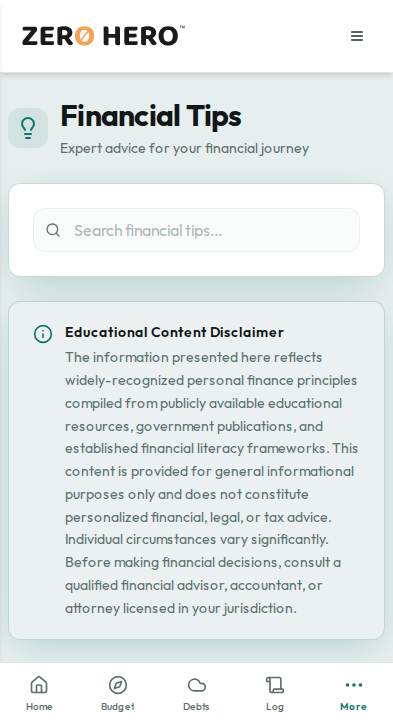 ZERO HERO™
Financial Tips
Expert advice for your financial journey
Search financial tips...
Educational Content Disclaimer
The information presented here reflects
widely-recognized personal finance principles
compiled from publicly available educational
resources, government publications, and
established financial literacy frameworks. This
content is provided for general informational
purposes only and does not constitute
personalized financial, legal, or tax advice.
Individual circumstances vary significantly.
Before making financial decisions, consult a
qualified financial advisor, accountant, or
attorney licensed in your jurisdiction.
Home Budget Debts Log More